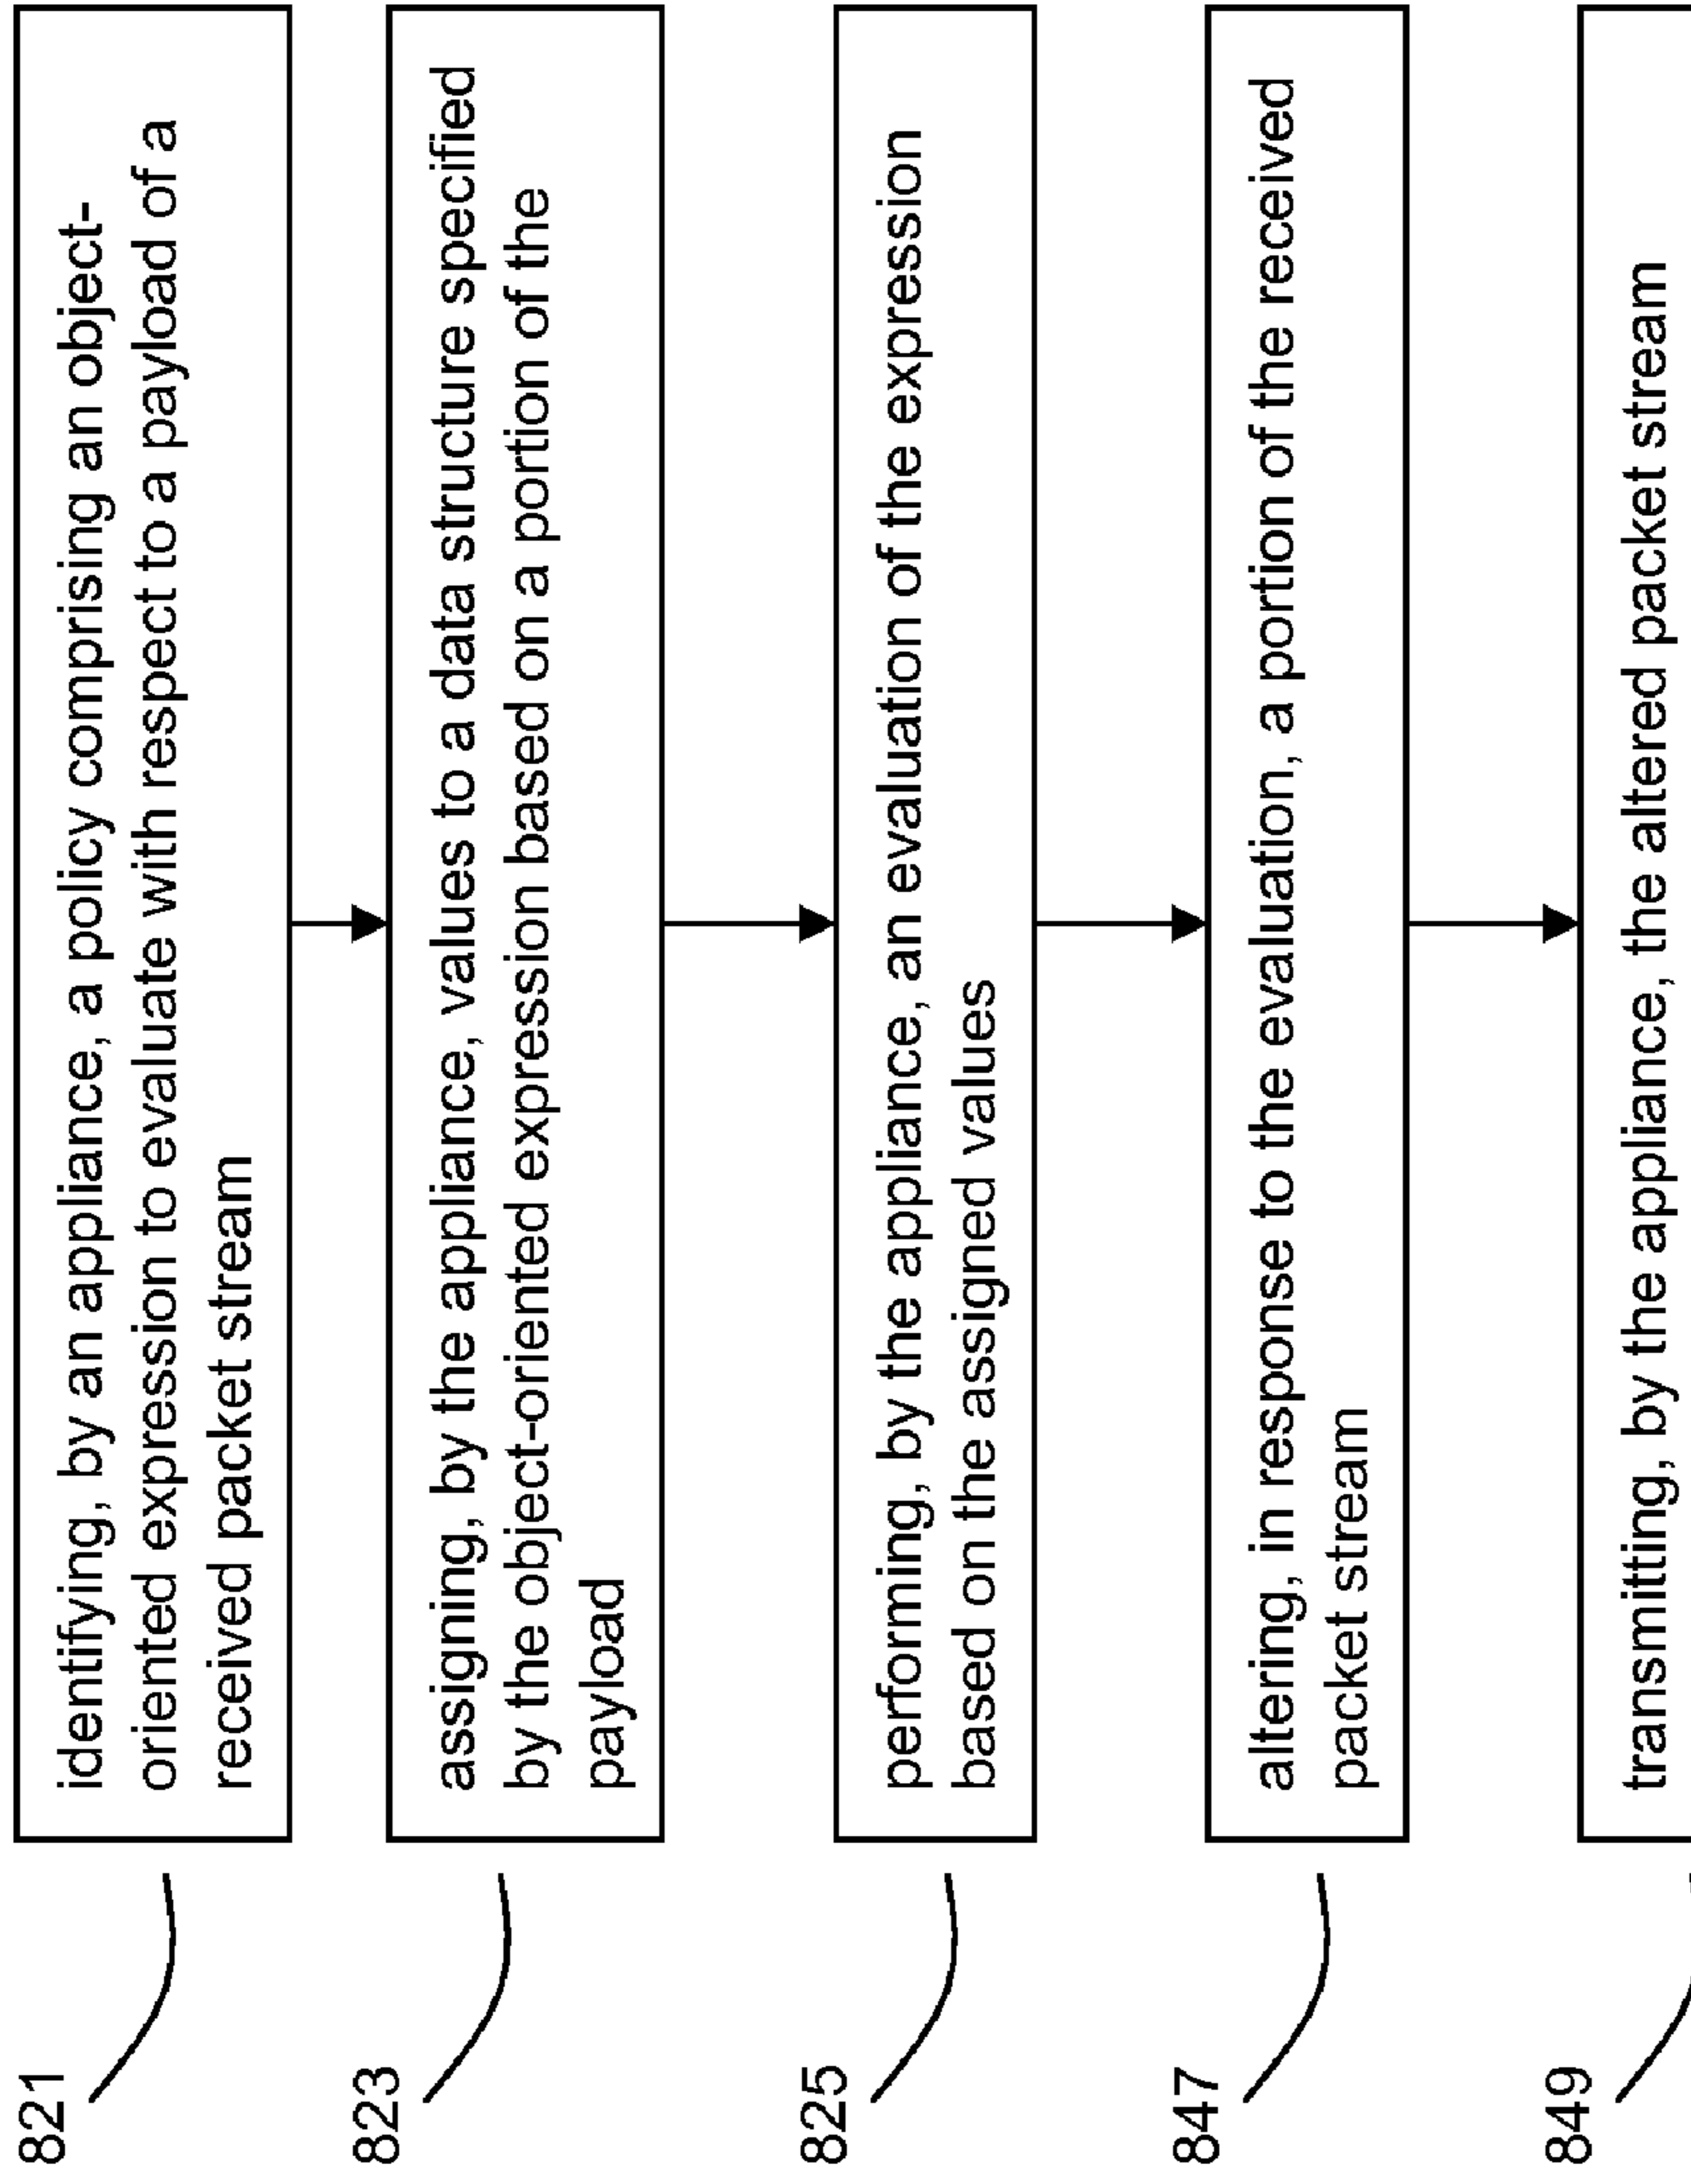 821
identifying, by an appliance, a policy comprising an object-
oriented expression to evaluate with respect to a payload of a
received packet stream
823
assigning, by the appliance, values to a data structure specified
by the object-oriented expression based on a portion of the
payload
825
performing, by the appliance, an evaluation of the expression
based on the assigned values
847
altering, in response to the evaluation, a portion of the received
packet stream
849
transmitting, by the appliance, the altered packet stream